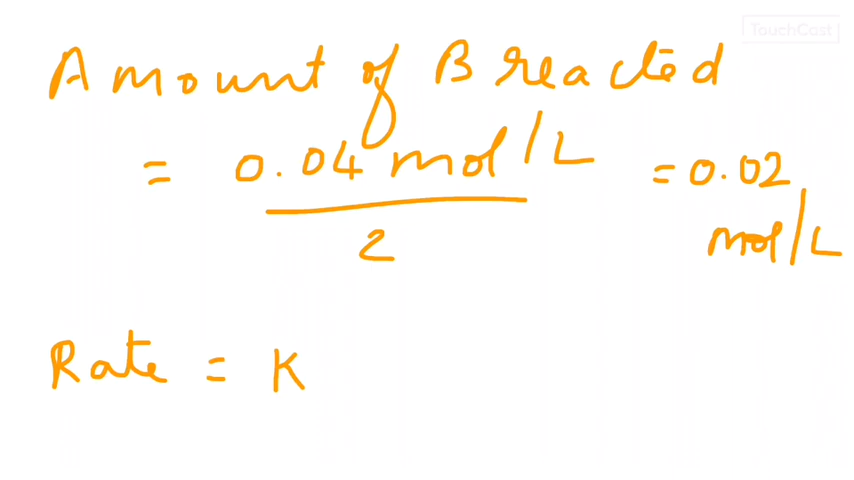 TouchCast
Amount of B reacted
= 0.04 mol/L / 2 = 0.02 mol/L
Rate = K